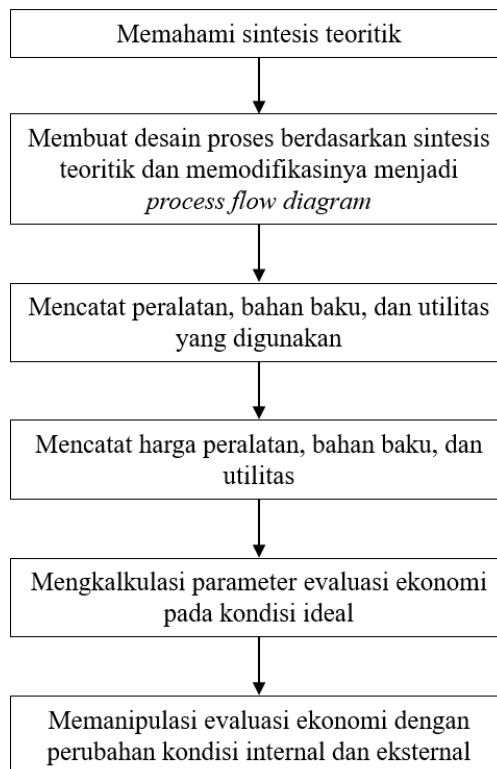 Memahami sintesis teoritik
Membuat desain proses berdasarkan sintesis
teoritik dan memodifikasinya menjadi
process flow diagram
Mencatat peralatan, bahan baku, dan utilitas
yang digunakan
Mencatat harga peralatan, bahan baku, dan
utilitas
Mengkalkulasi parameter evaluasi ekonomi
pada kondisi ideal
Memanipulasi evaluasi ekonomi dengan
perubahan kondisi internal dan eksternal